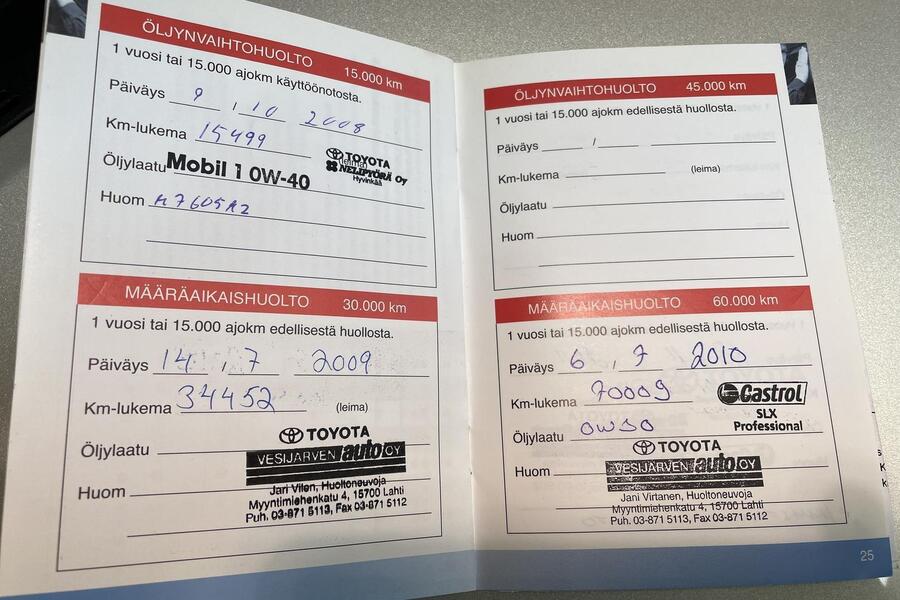 ÖLJYNVAIHTOHUOLTO 15.000 km
1 vuosi tai 15.000 ajokm käyttöönotosta.
Päiväys 9 , 10 2008
Km-lukema 15499
TOYOTA
NELIPYÖRÄ Oy
Hyvinkää
Öljylaatu Mobil 1 0W-40
Huom M7605A2
MÄÄRÄAIKAISHUOLTO 30.000 km
1 vuosi tai 15.000 ajokm edellisestä huollosta.
Päiväys 14 , 7 2009
Km-lukema 34452 (leima)
Öljylaatu
TOYOTA
VESIJÄRVEN auto OY
Huom
Jari Vilen, Huoltoneuvoja
Myyntimiehenkatu 4, 15700 Lahti
Puh. 03-871 5113, Fax 03-871 5112
ÖLJYNVAIHTOHUOLTO 45.000 km
1 vuosi tai 15.000 ajokm edellisestä huollosta.
Päiväys /
Km-lukema (leima)
Öljylaatu
Huom
MÄÄRÄAIKAISHUOLTO 60.000 km
1 vuosi tai 15.000 ajokm edellisestä huollosta.
Päiväys 6 , 7 2010
Km-lukema 70009
Castrol
SLX
Professional
Öljylaatu 0W30
TOYOTA
VESIJÄRVEN auto OY
Huom
Jani Virtanen, Huoltoneuvoja
Myyntimiehenkatu 4, 15700 Lahti
Puh. 03-871 5113, Fax 03-871 5112
25